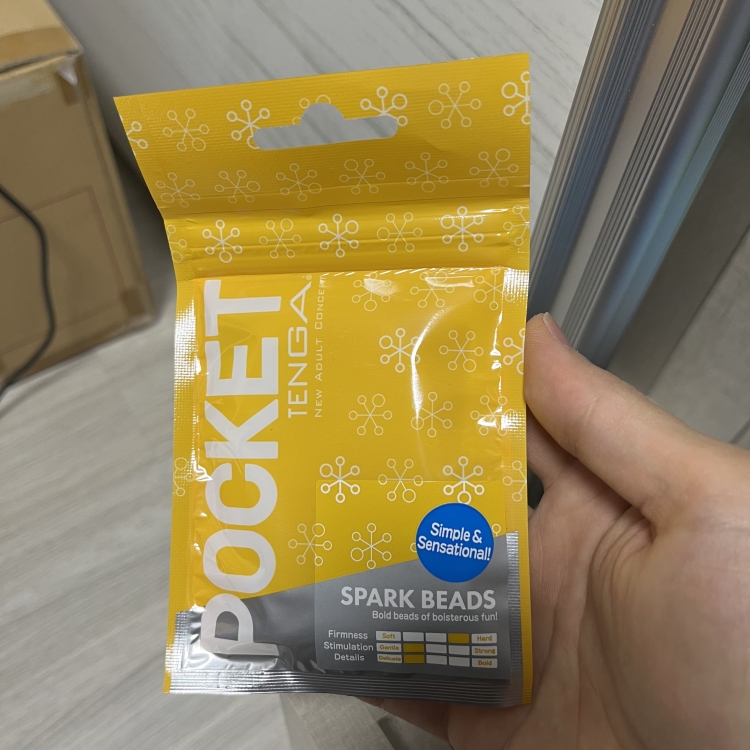 POCKET
TENGA
NEW ADULT CONCE
Simple &
Sensational!
SPARK BEADS
Bold beads of boisterous fun!
Firmness Soft Hard
Stimulation Gentle Strong
Details Delicate Bold